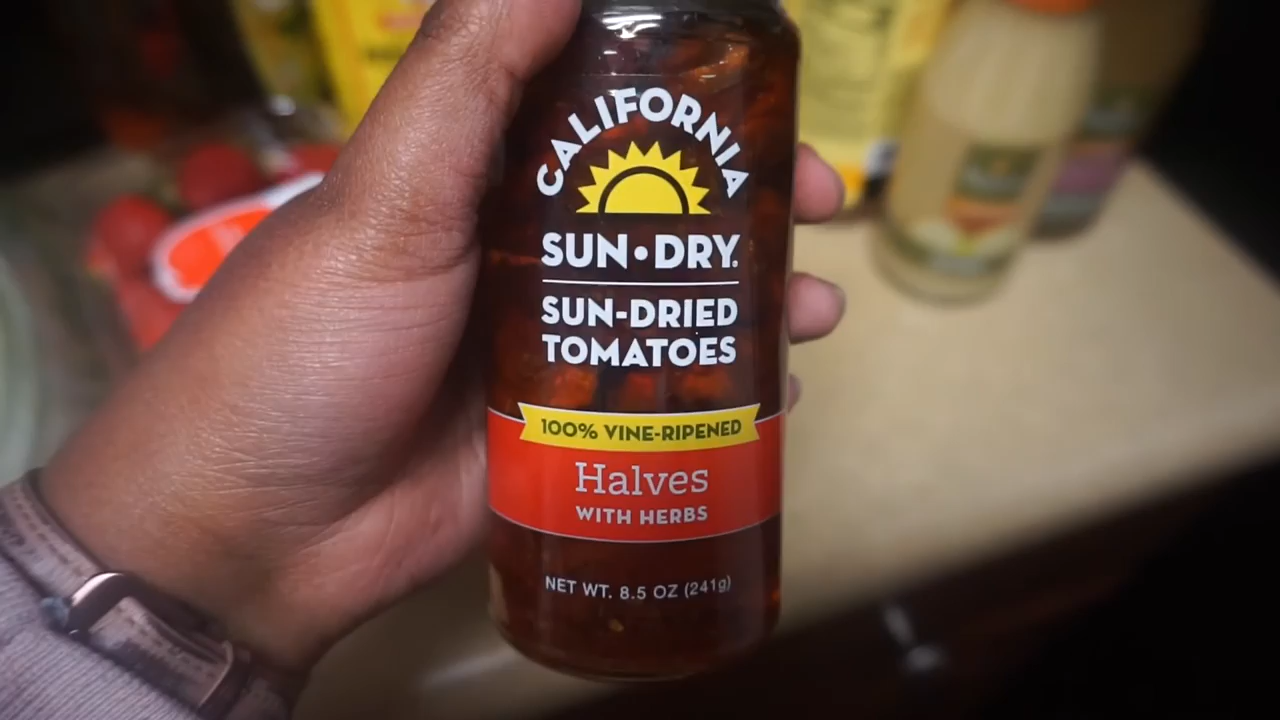 CALIFORNIA
SUN•DRY.
SUN-DRIED
TOMATOES
100% VINE-RIPENED
Halves
WITH HERBS
NET WT. 8.5 OZ (241g)